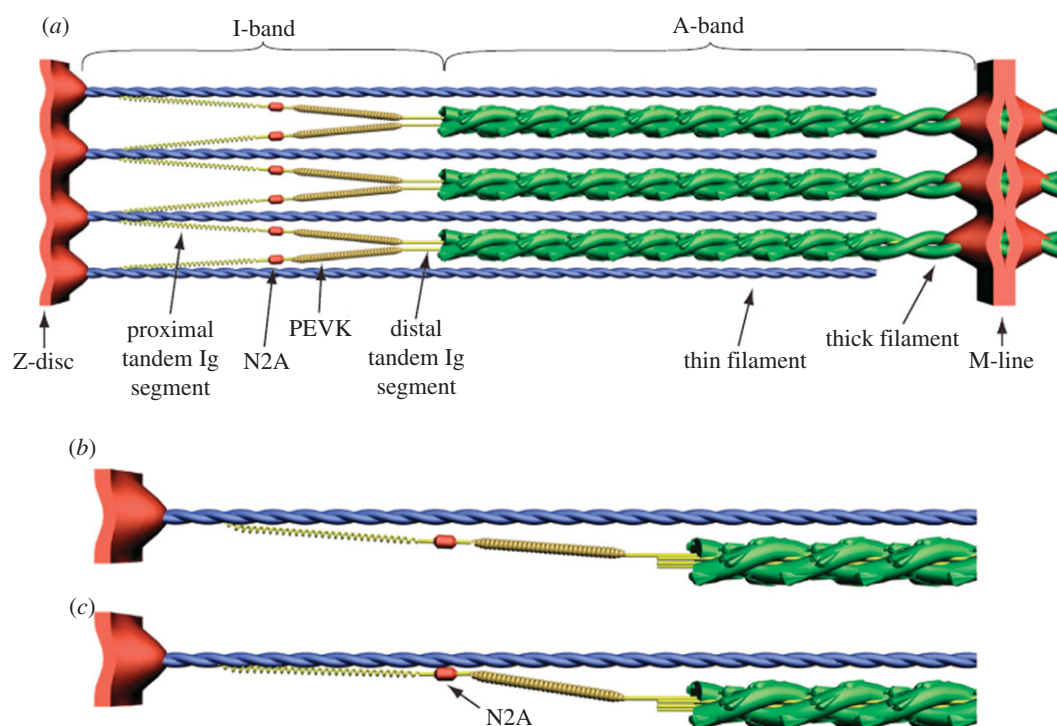 (a)
I-band
A-band
Z-disc
proximal
tandem Ig
segment
N2A
PEVK
distal
tandem Ig
segment
thin filament
thick filament
M-line
(b)
(c)
N2A